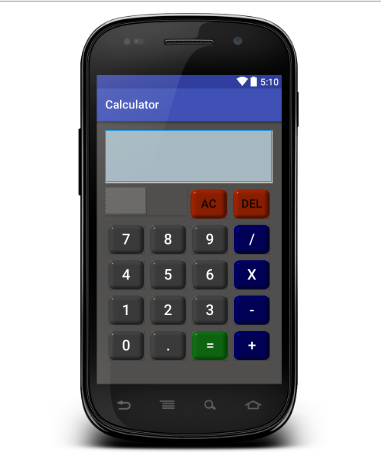 5:10
Calculator
AC DEL
7 8 9 /
4 5 6 X
1 2 3 -
0 . = +